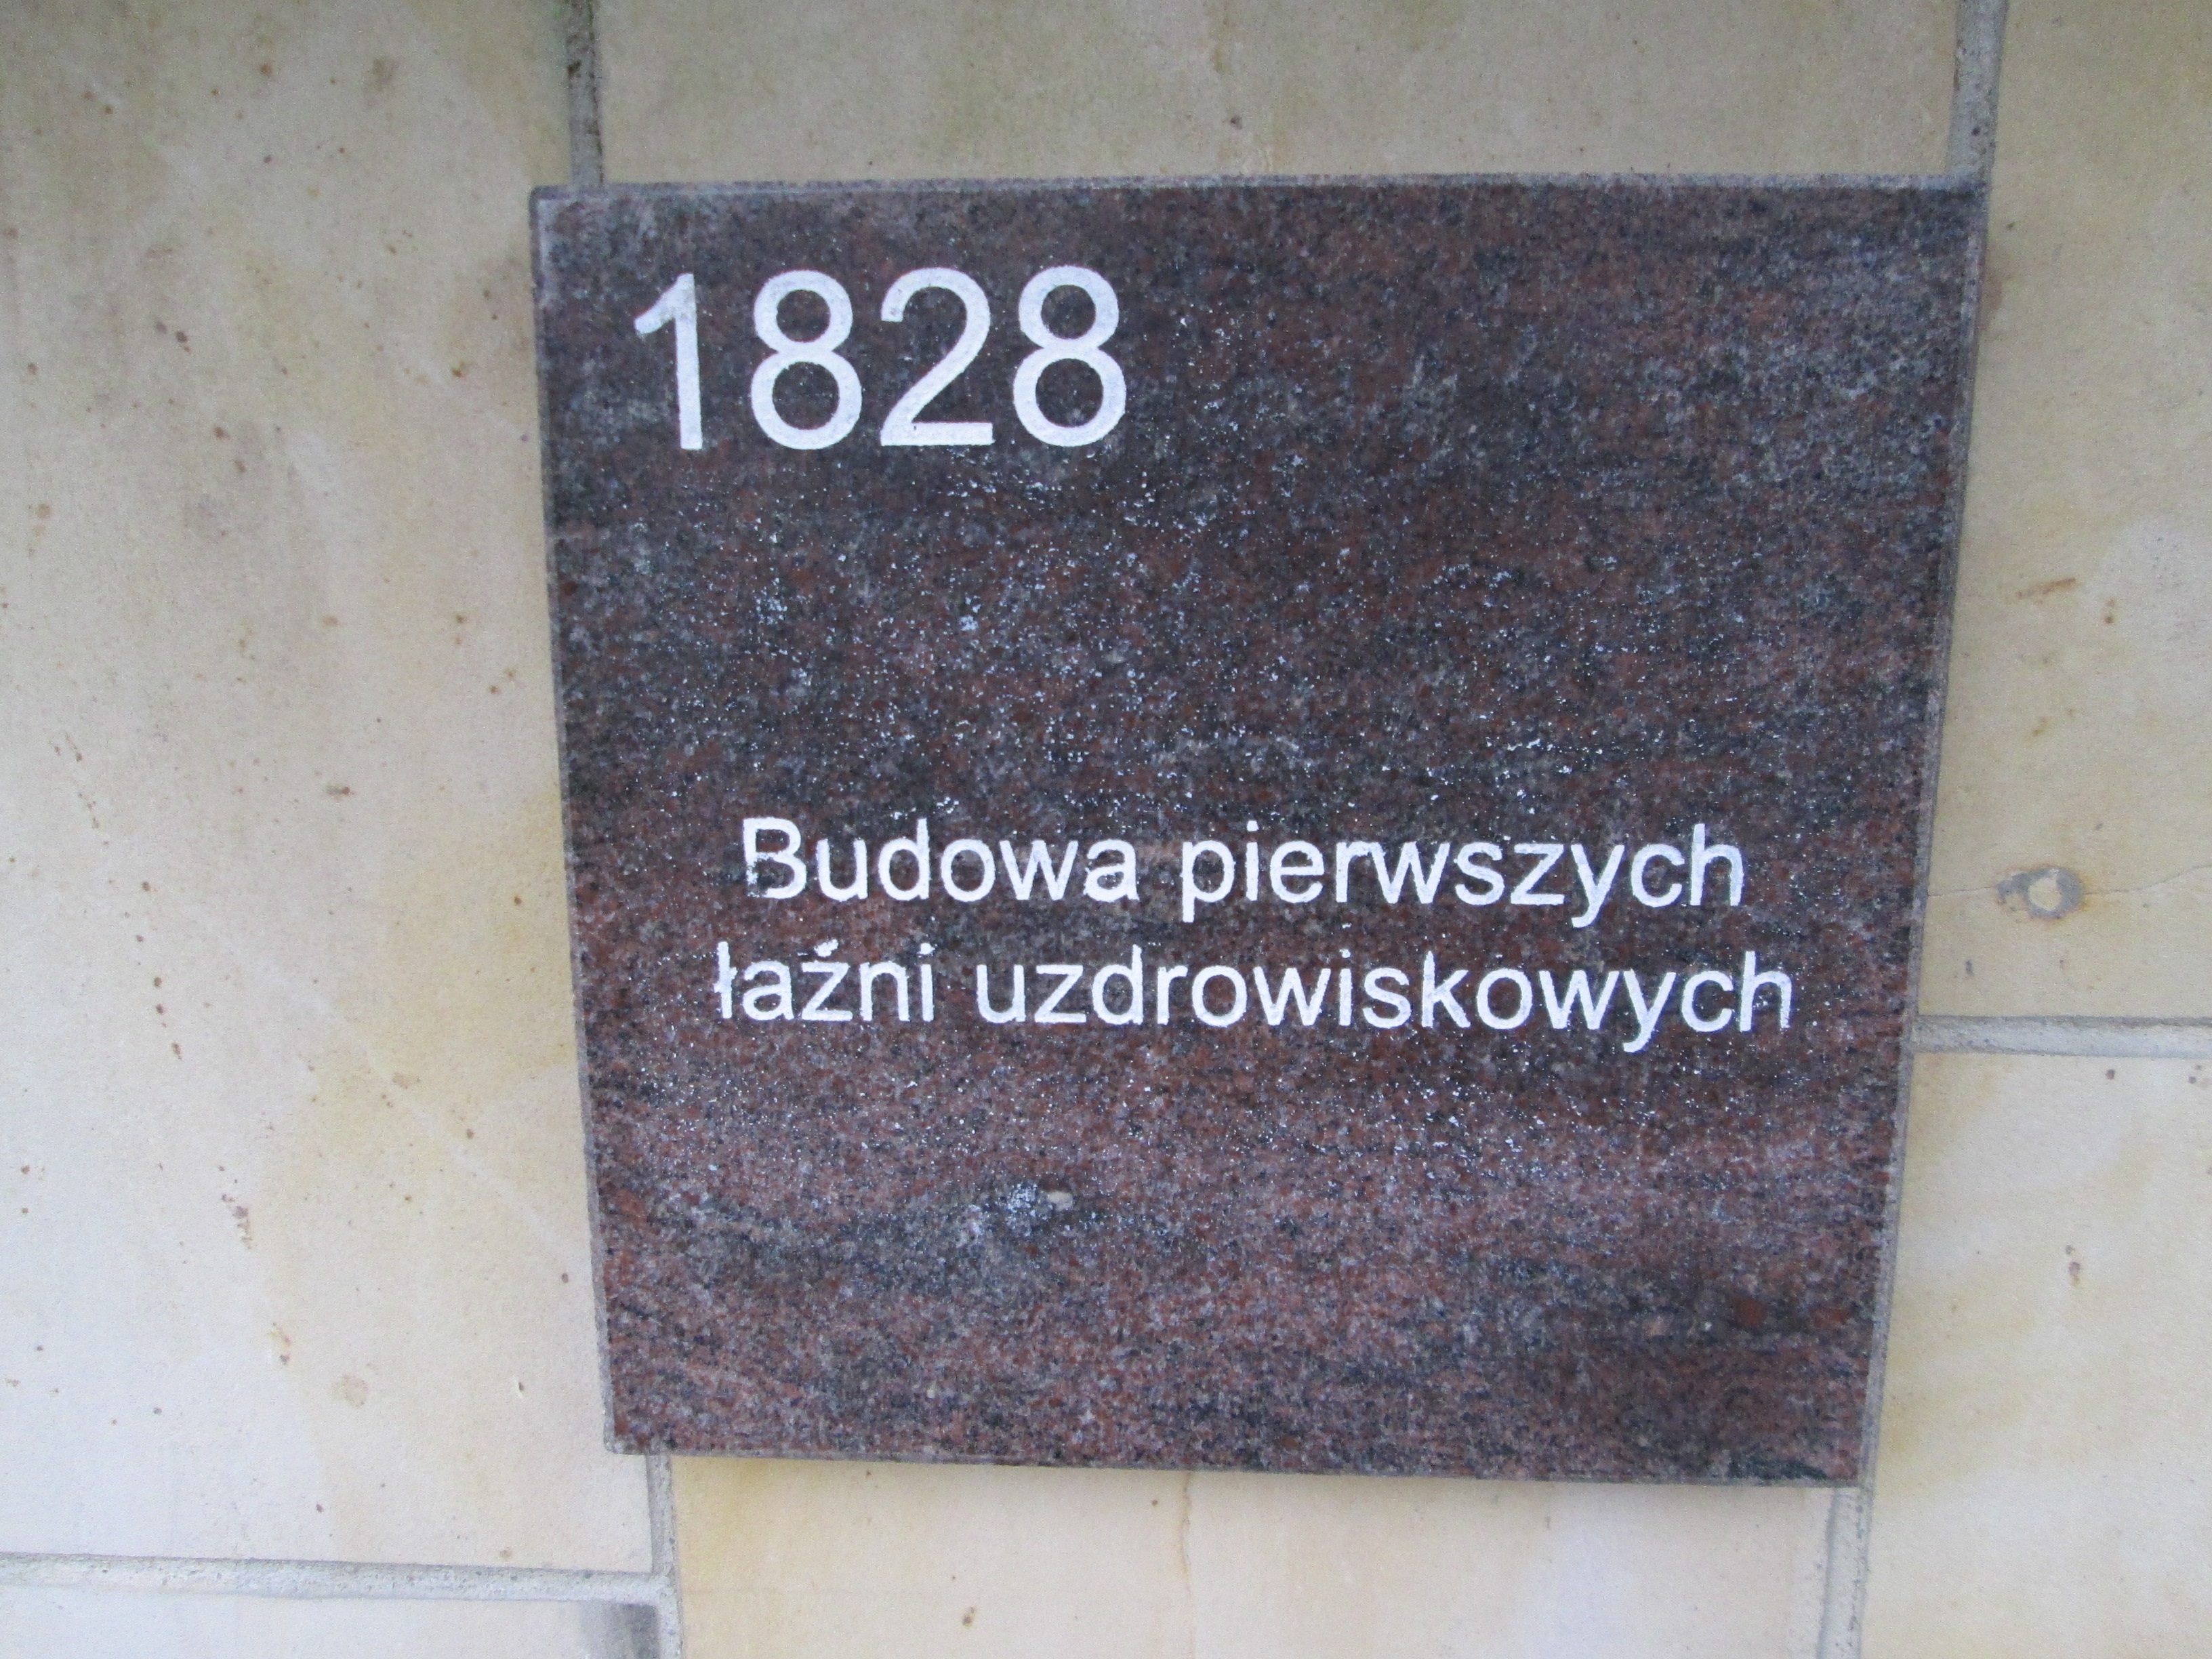 1828
Budowa pierwszych
łaźni uzdrowiskowych